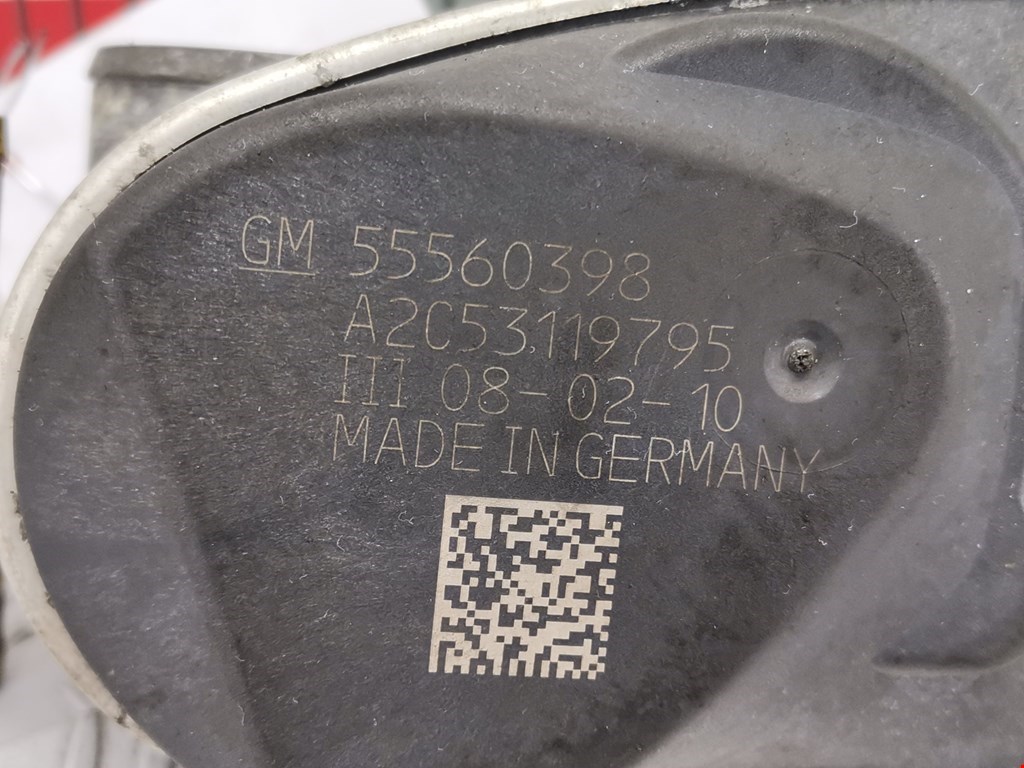 GM 55560398
A2C53119795
III 08-02-10
MADE IN GERMANY